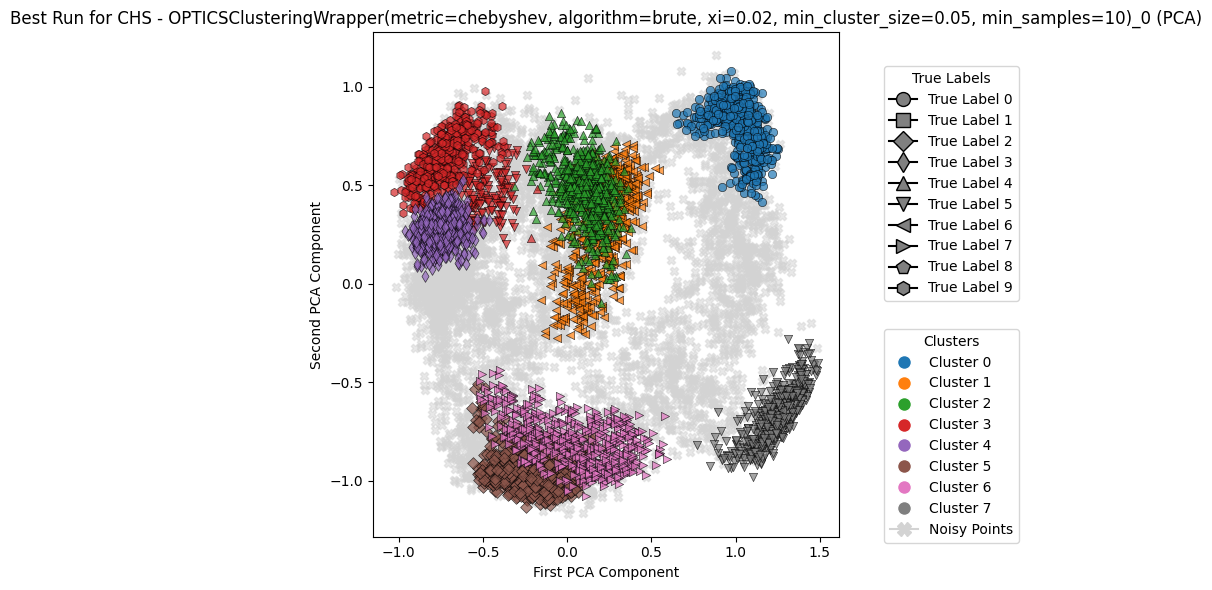 Best Run for CHS - OPTICSClusteringWrapper(metric=chebyshev, algorithm=brute, xi=0.02, min_cluster_size=0.05, min_samples=10)_0 (PCA)
1.0
0.5
0.0
−0.5
−1.0
Second PCA Component
−1.0
−0.5
0.0
0.5
1.0
1.5
First PCA Component
True Labels
True Label 0
True Label 1
True Label 2
True Label 3
True Label 4
True Label 5
True Label 6
True Label 7
True Label 8
True Label 9
Clusters
Cluster 0
Cluster 1
Cluster 2
Cluster 3
Cluster 4
Cluster 5
Cluster 6
Cluster 7
Noisy Points